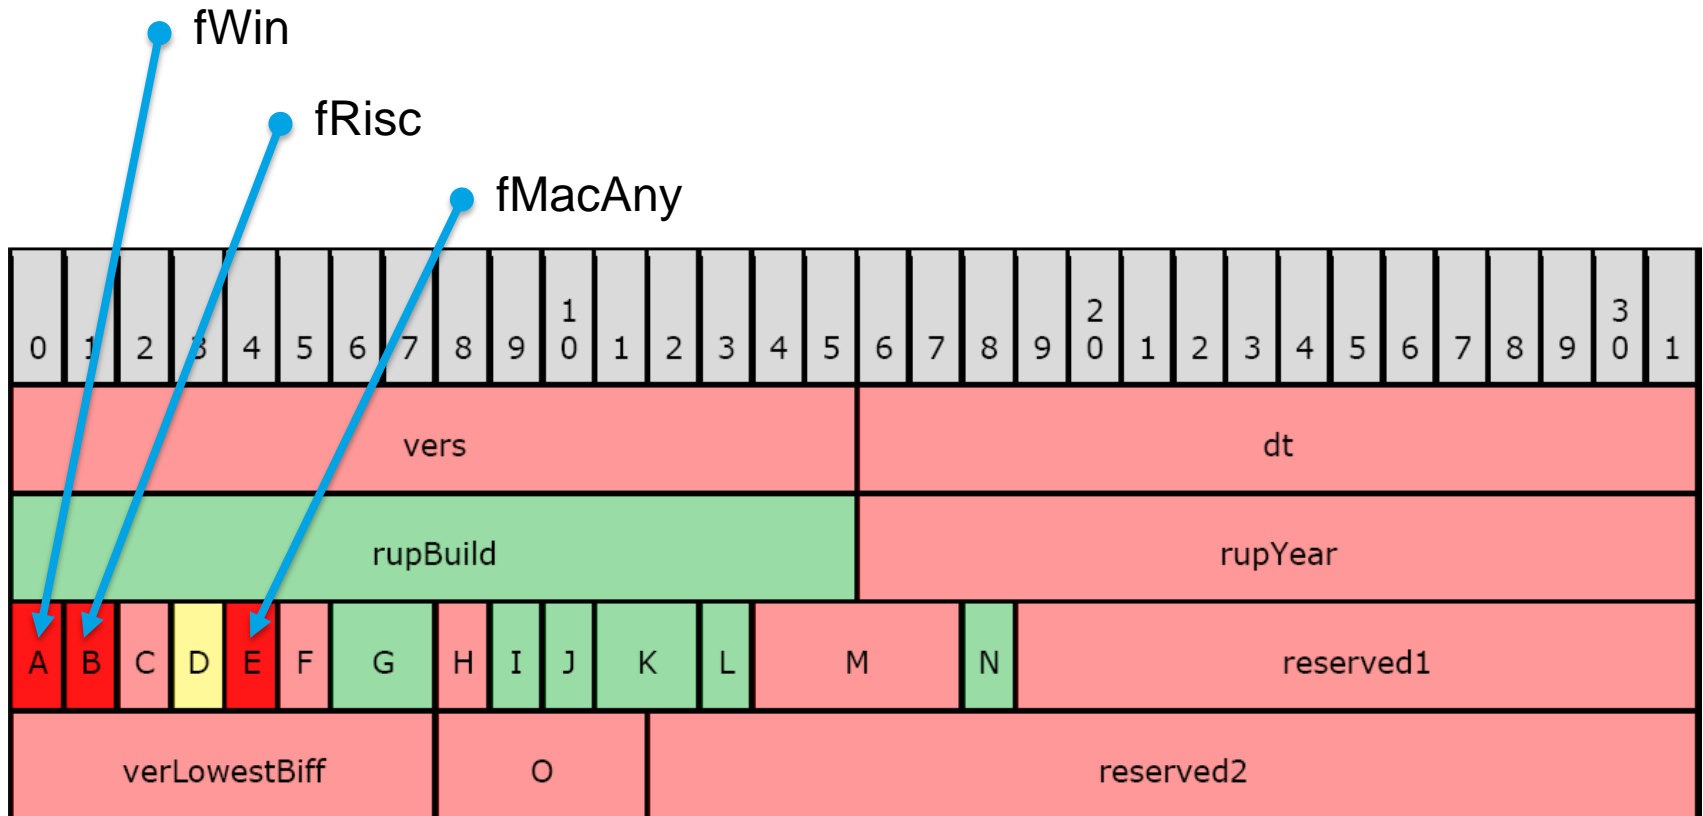 fWin
fRisc
fMacAny
1 2 3
0 1 2 3 4 5 6 7 8 9 0 1 2 3 4 5 6 7 8 9 0 1 2 3 4 5 6 7 8 9 0 1
vers dt
rupBuild rupYear
A B C D E F G H I J K L M N reserved1
verLowestBiff O reserved2